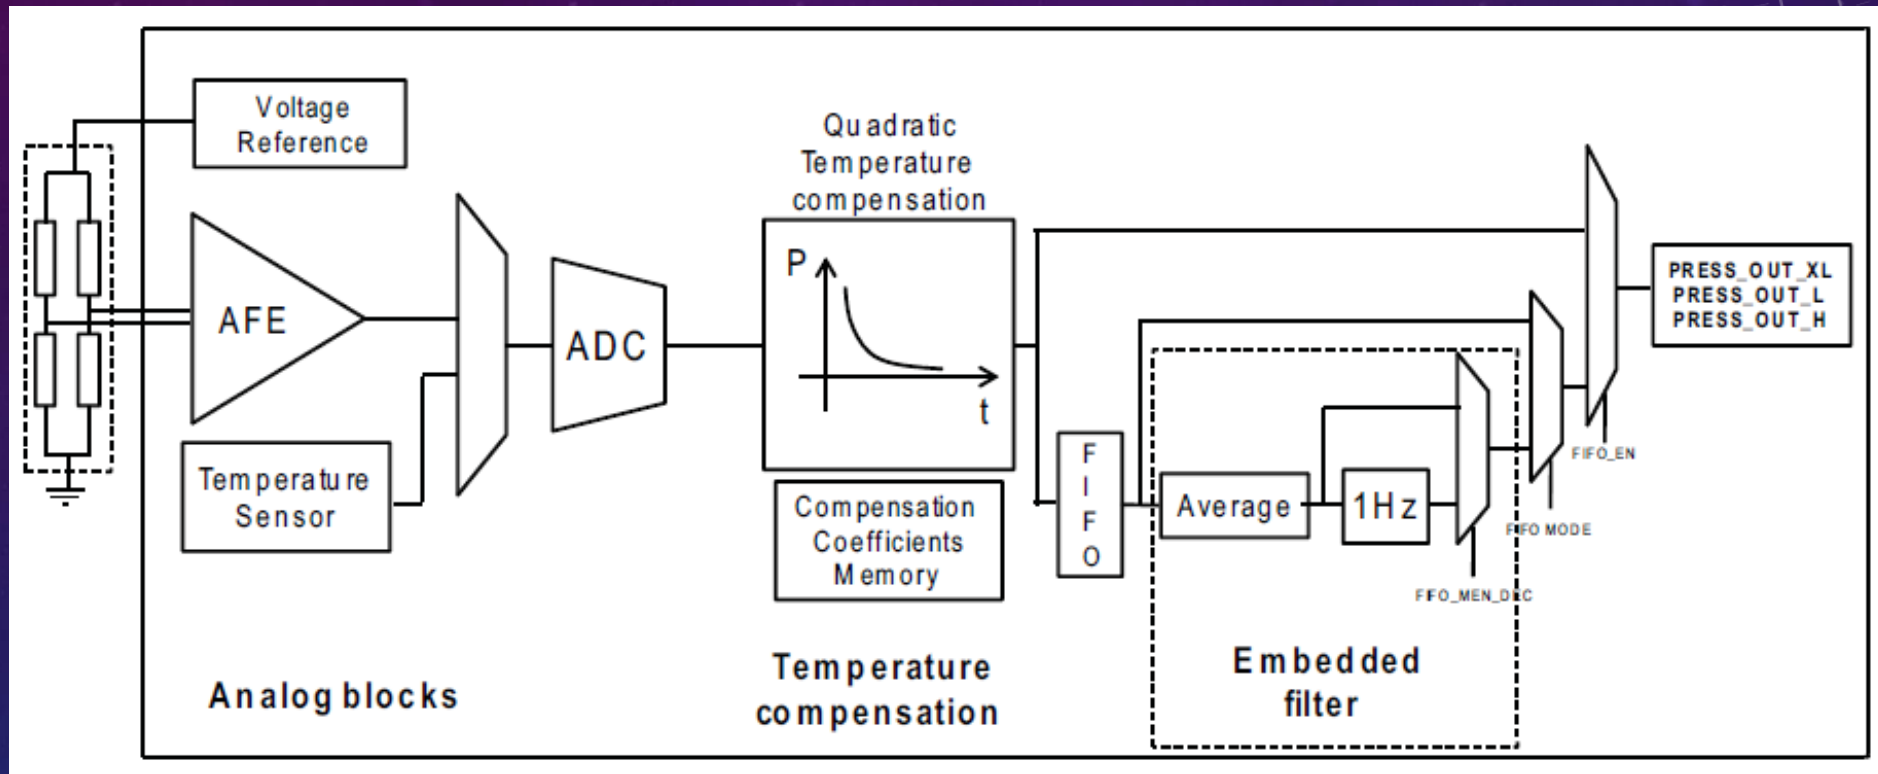 Voltage
Reference
AFE
Temperature
Sensor
ADC
Quadratic
Temperature
compensation
P
t
Compensation
Coefficients
Memory
F
I
F
O
Average
1Hz
FIFO_MEN_DEC
FIFO MODE
FIFO_EN
PRESS_OUT_XL
PRESS_OUT_L
PRESS_OUT_H
Analog blocks
Temperature
compensation
Embedded
filter